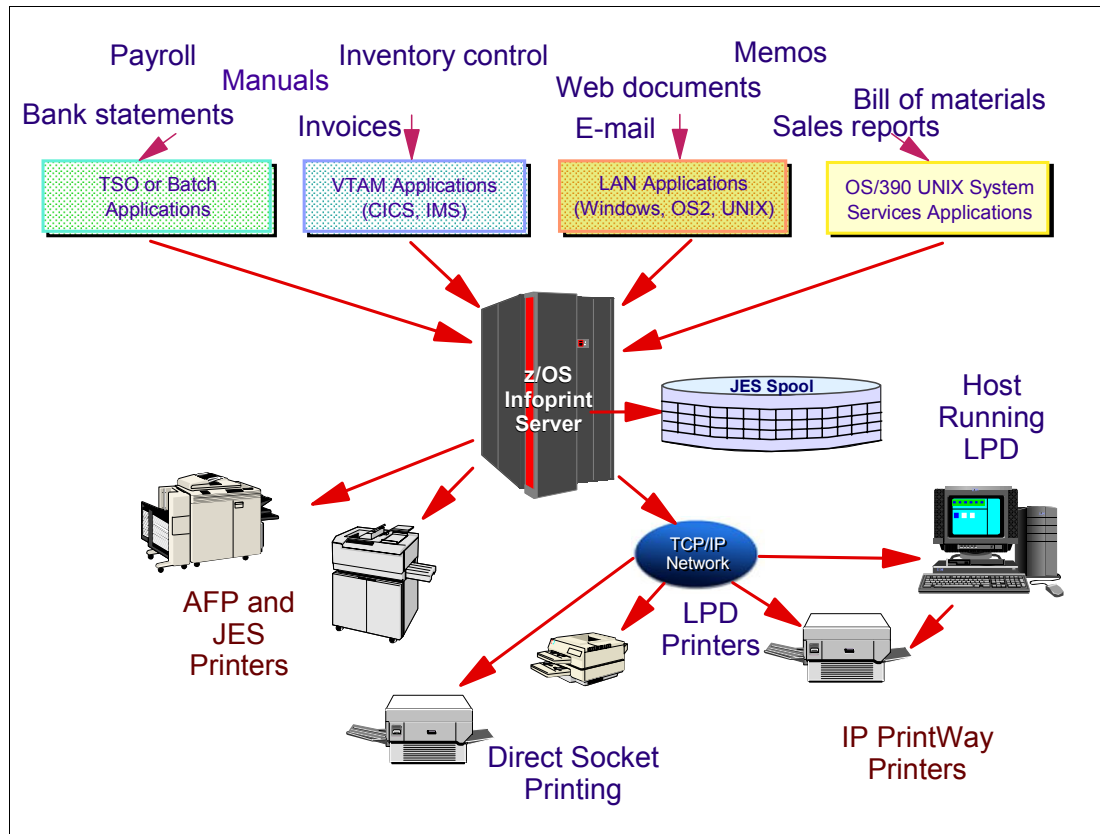 Payroll
Inventory control
Memos
Manuals
Web documents
Bank statements
Invoices
E-mail
Bill of materials
Sales reports
TSO or Batch
Applications
VTAM Applications
(CICS, IMS)
LAN Applications
(Windows, OS2, UNIX)
OS/390 UNIX System
Services Applications
z/OS
Infoprint
Server
JES Spool
Host
Running
LPD
TCP/IP
Network
AFP and
JES
Printers
LPD
Printers
Direct Socket
Printing
IP PrintWay
Printers